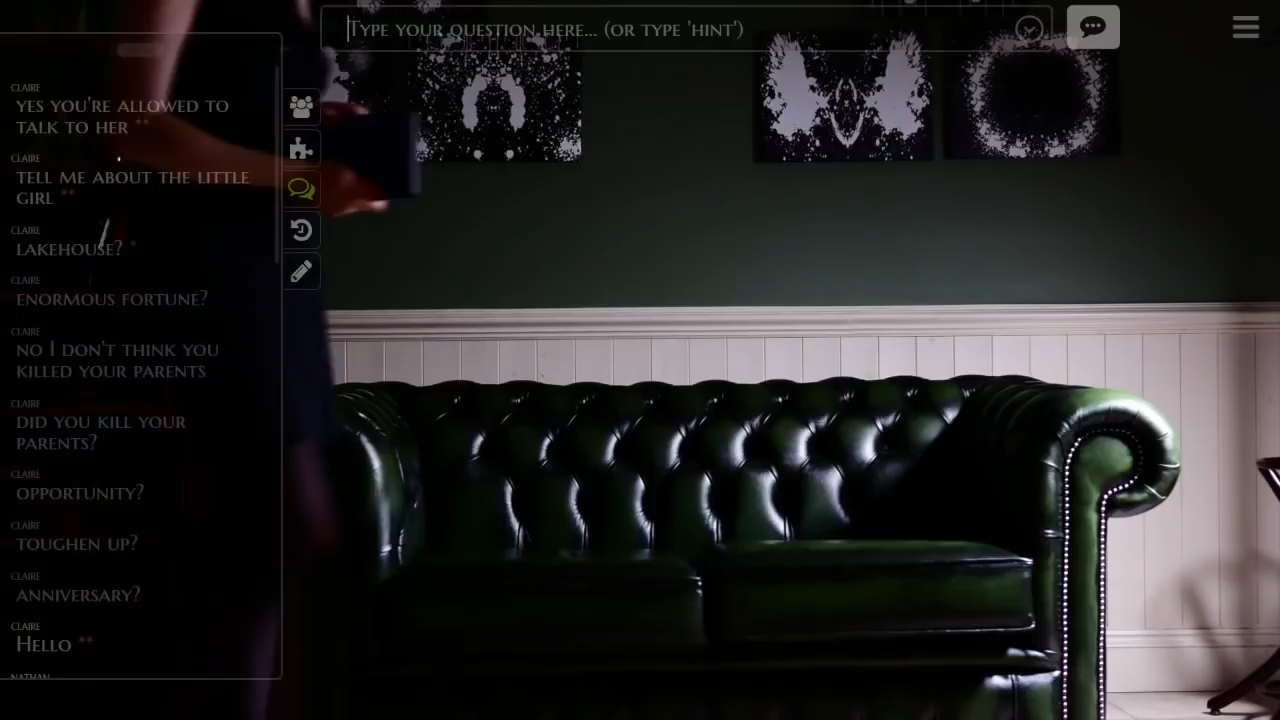 Type your question here... (or type 'hint')
CLAIRE
YES YOU'RE ALLOWED TO
TALK TO HER **
CLAIRE
TELL ME ABOUT THE LITTLE
GIRL **
CLAIRE
LAKEHOUSE? *
CLAIRE
ENORMOUS FORTUNE?
CLAIRE
NO I DON'T THINK YOU
KILLED YOUR PARENTS
CLAIRE
DID YOU KILL YOUR
PARENTS?
CLAIRE
OPPORTUNITY?
CLAIRE
TOUGHEN UP?
CLAIRE
ANNIVERSARY?
CLAIRE
Hello **
NATHAN